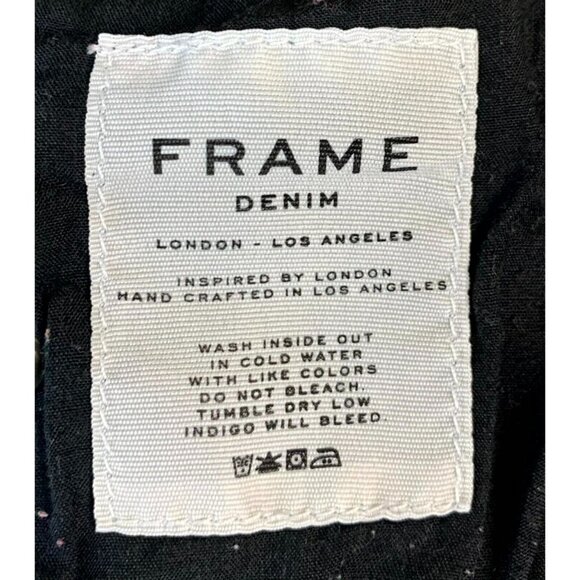 FRAME
DENIM
LONDON - LOS ANGELES
INSPIRED BY LONDON
HAND CRAFTED IN LOS ANGELES
WASH INSIDE OUT
IN COLD WATER
WITH LIKE COLORS
DO NOT BLEACH.
TUMBLE DRY LOW
INDIGO WILL BLEED.